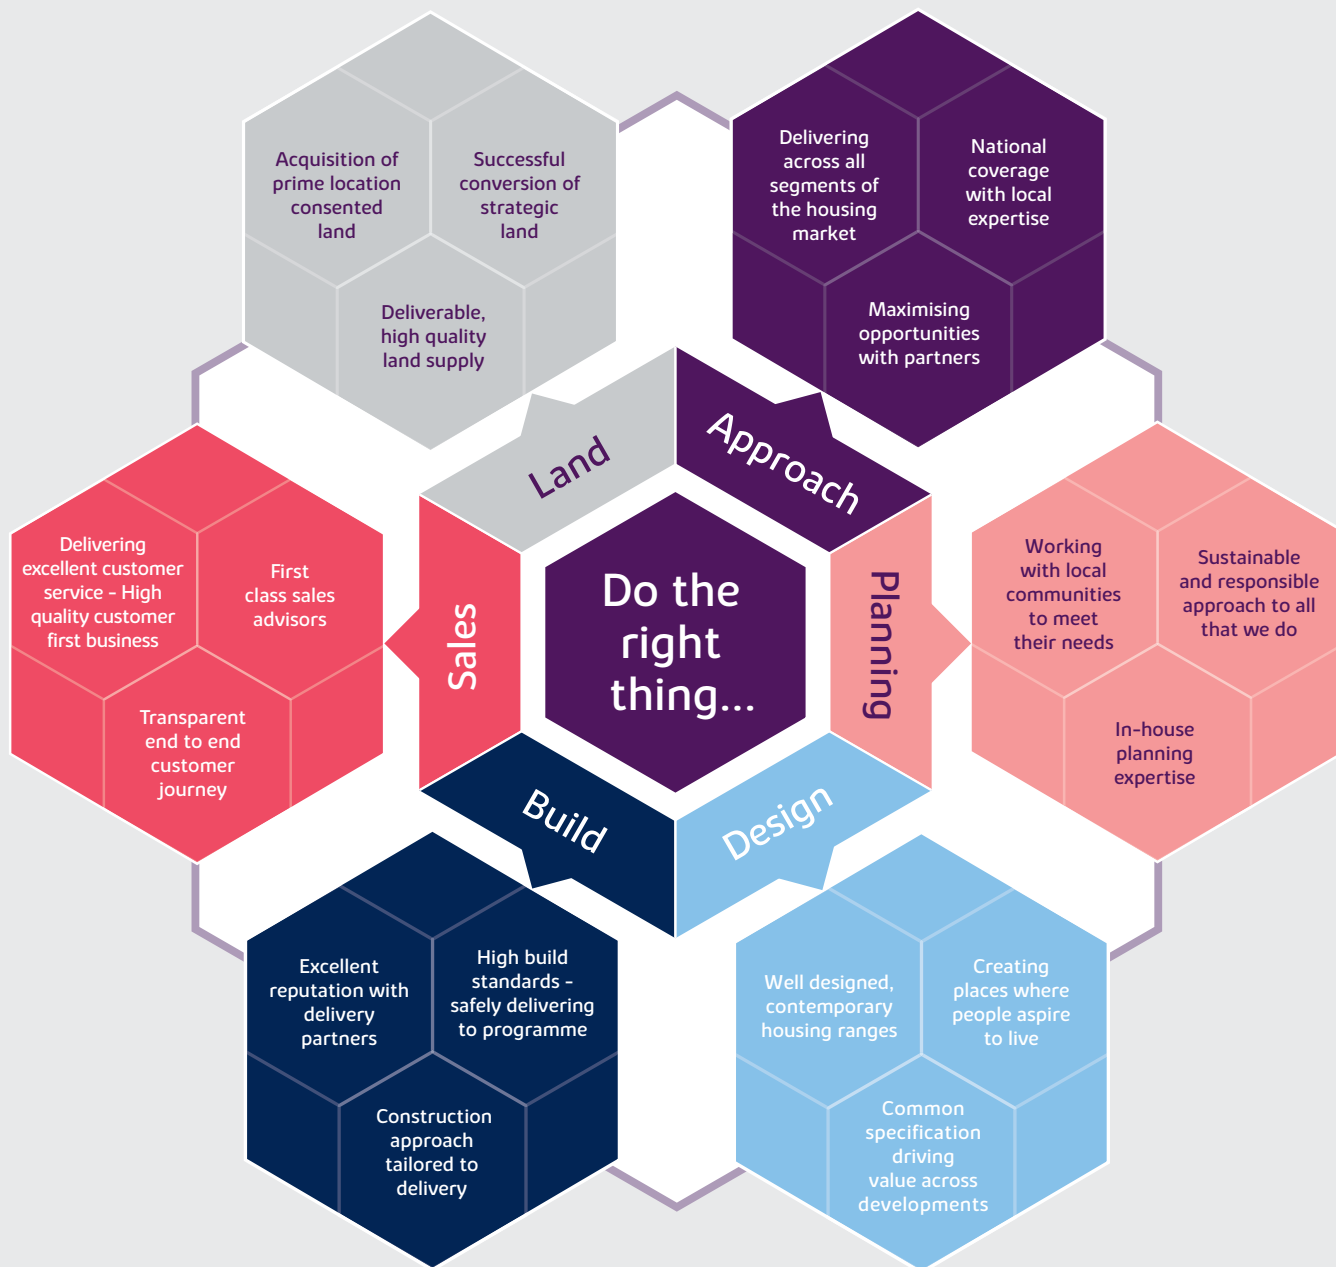 Acquisition of
prime location
consented
land
Successful
conversion of
strategic
land
Deliverable,
high quality
land supply
Delivering
across all
segments of
the housing
market
National
coverage
with local
expertise
Maximising
opportunities
with partners
Land
Approach
Delivering
excellent customer
service - High
quality customer
first business
First
class sales
advisors
Transparent
end to end
customer
journey
Sales
Do the
right
thing...
Planning
Working
with local
communities
to meet
their needs
Sustainable
and responsible
approach to all
that we do
In-house
planning
expertise
Build
Design
Excellent
reputation with
delivery
partners
High build
standards -
safely delivering
to programme
Construction
approach
tailored to
delivery
Well designed,
contemporary
housing ranges
Creating
places where
people aspire
to live
Common
specification
driving
value across
developments